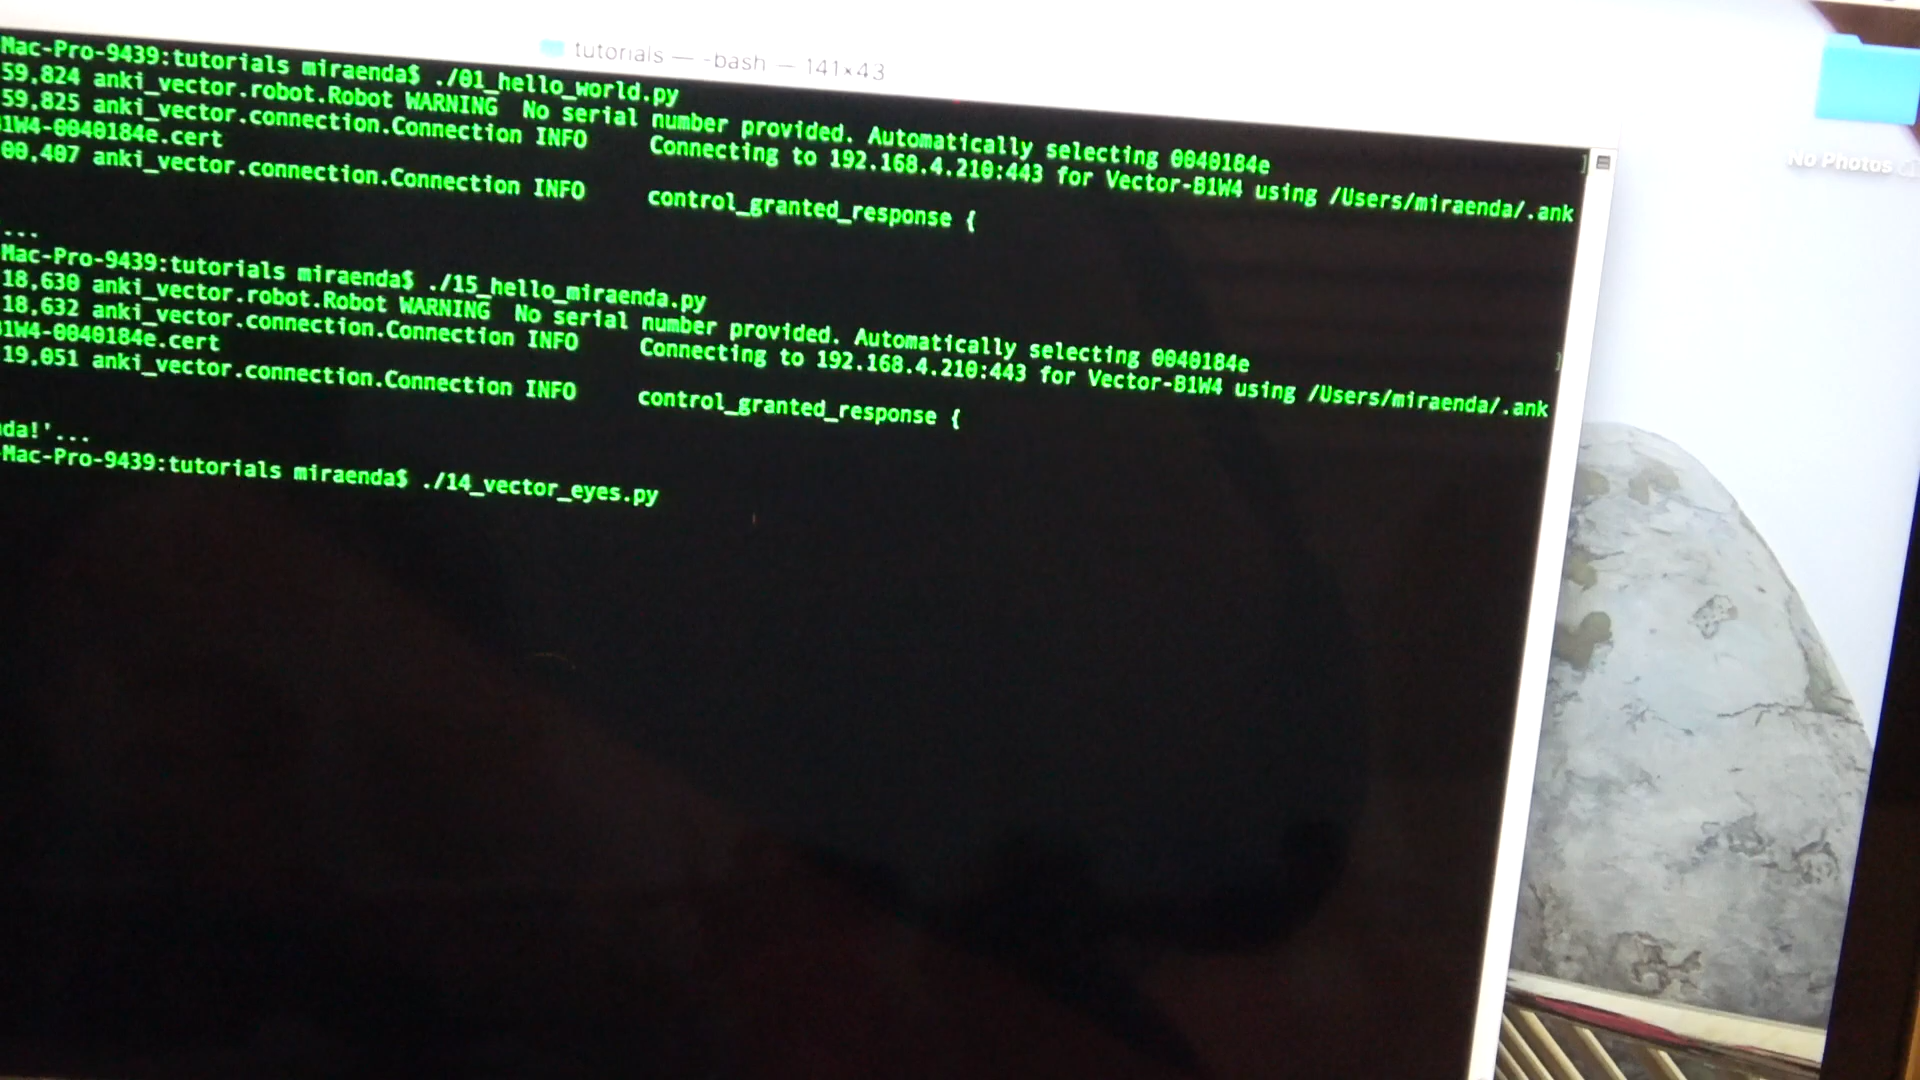 tutorials — -bash — 141×43
Mac-Pro-9439:tutorials miraenda$ ./01_hello_world.py
59,824 anki_vector.robot.Robot WARNING No serial number provided. Automatically selecting 0040184e
59,825 anki_vector.connection.Connection INFO Connecting to 192.168.4.210:443 for Vector-B1W4 using /Users/miraenda/.ank
B1W4-0040184e.cert
00,407 anki_vector.connection.Connection INFO control_granted_response {
'...
Mac-Pro-9439:tutorials miraenda$ ./15_hello_miraenda.py
18,630 anki_vector.robot.Robot WARNING No serial number provided. Automatically selecting 0040184e
18,632 anki_vector.connection.Connection INFO Connecting to 192.168.4.210:443 for Vector-B1W4 using /Users/miraenda/.ank
B1W4-0040184e.cert
19,051 anki_vector.connection.Connection INFO control_granted_response {
nda!'...
Mac-Pro-9439:tutorials miraenda$ ./14_vector_eyes.py
No Photos